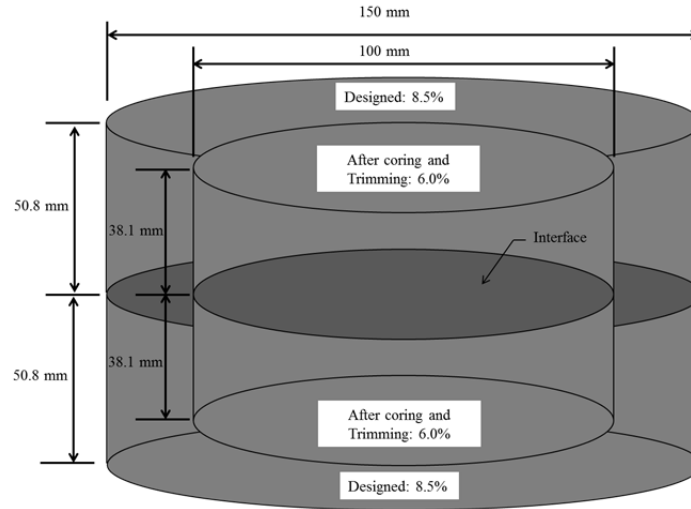 150 mm
100 mm
Designed: 8.5%
After coring and
Trimming: 6.0%
50.8 mm
38.1 mm
Interface
38.1 mm
50.8 mm
After coring and
Trimming: 6.0%
Designed: 8.5%